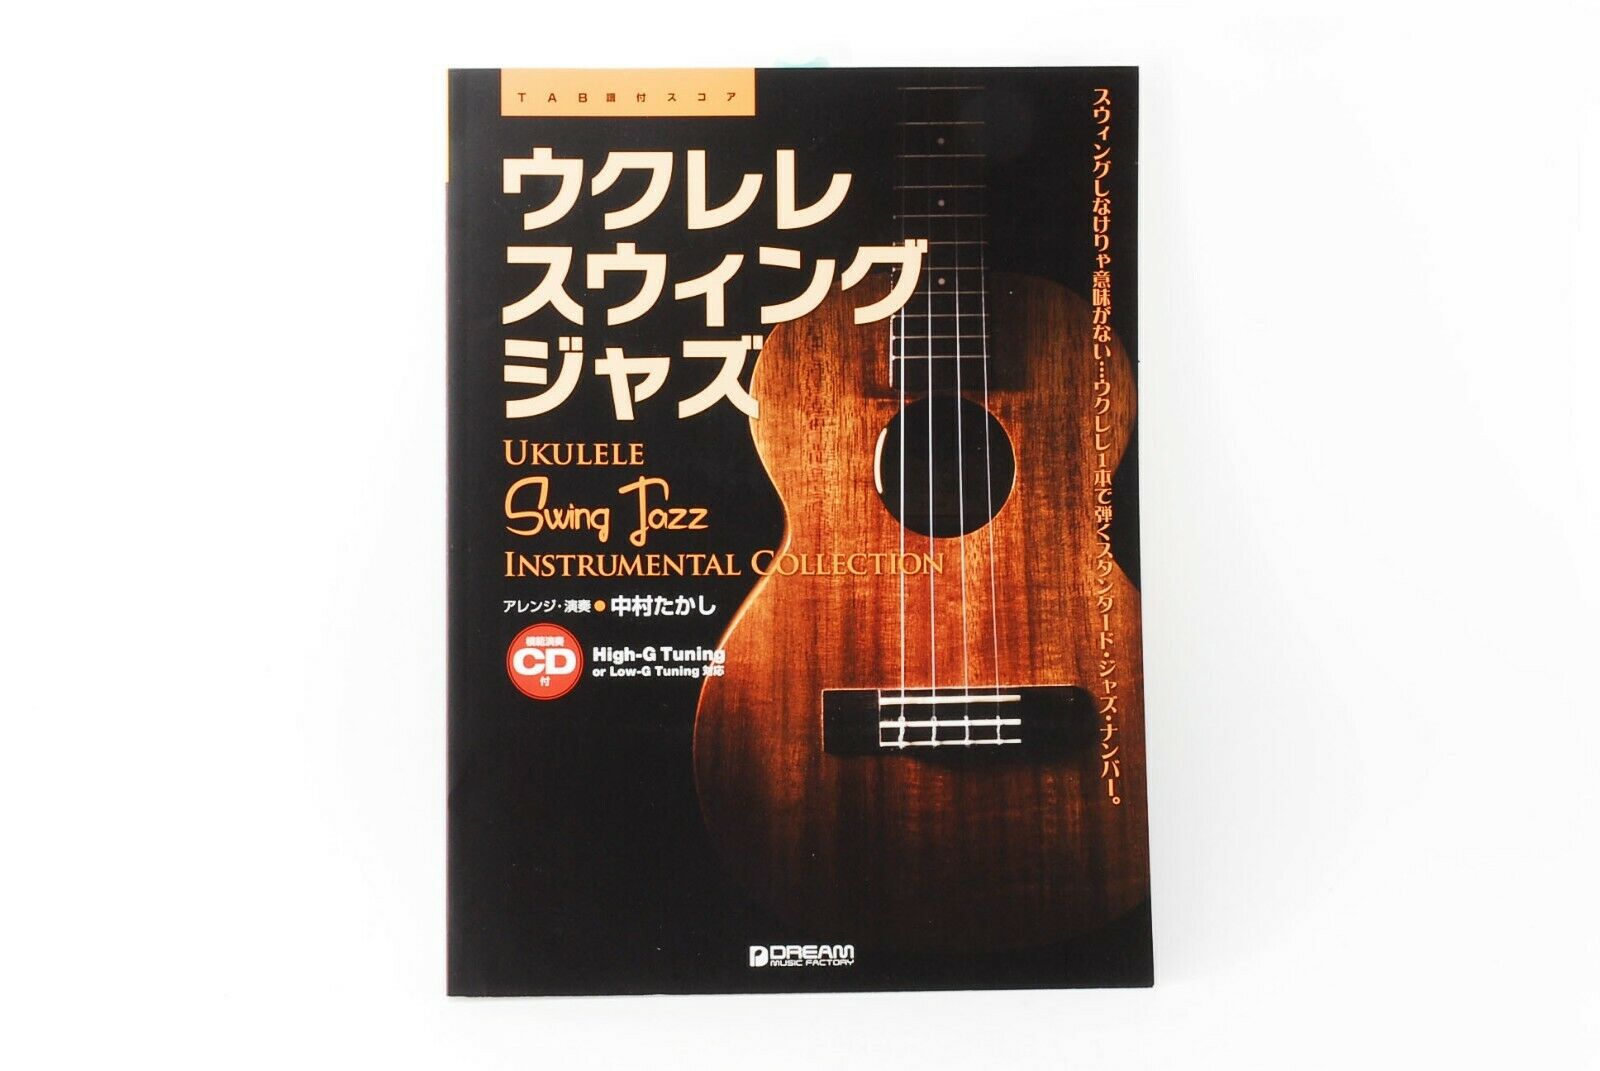 TAB譜付スコア
ウクレレ
スウィング
ジャズ
UKULELE
Swing Jazz
INSTRUMENTAL COLLECTION
アレンジ・演奏●中村たかし
模範演奏
CD
付
High-G Tuning
or Low-G Tuning 対応
スウィングしなけりゃ意味がない…ウクレレ1本で弾くスタンダード・ジャズ・ナンバー。
DREAM
MUSIC FACTORY